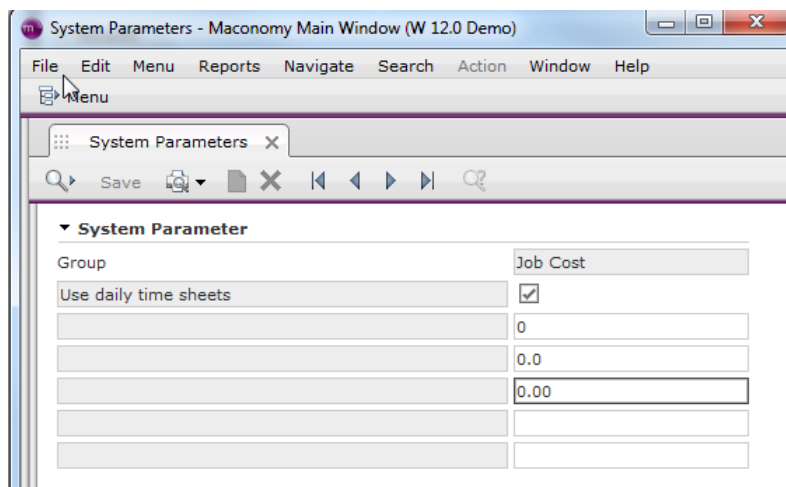 m System Parameters - Maconomy Main Window (W 12.0 Demo)
File Edit Menu Reports Navigate Search Action Window Help
Menu
System Parameters
Save
System Parameter
Group Job Cost
Use daily time sheets
0
0.0
0.00